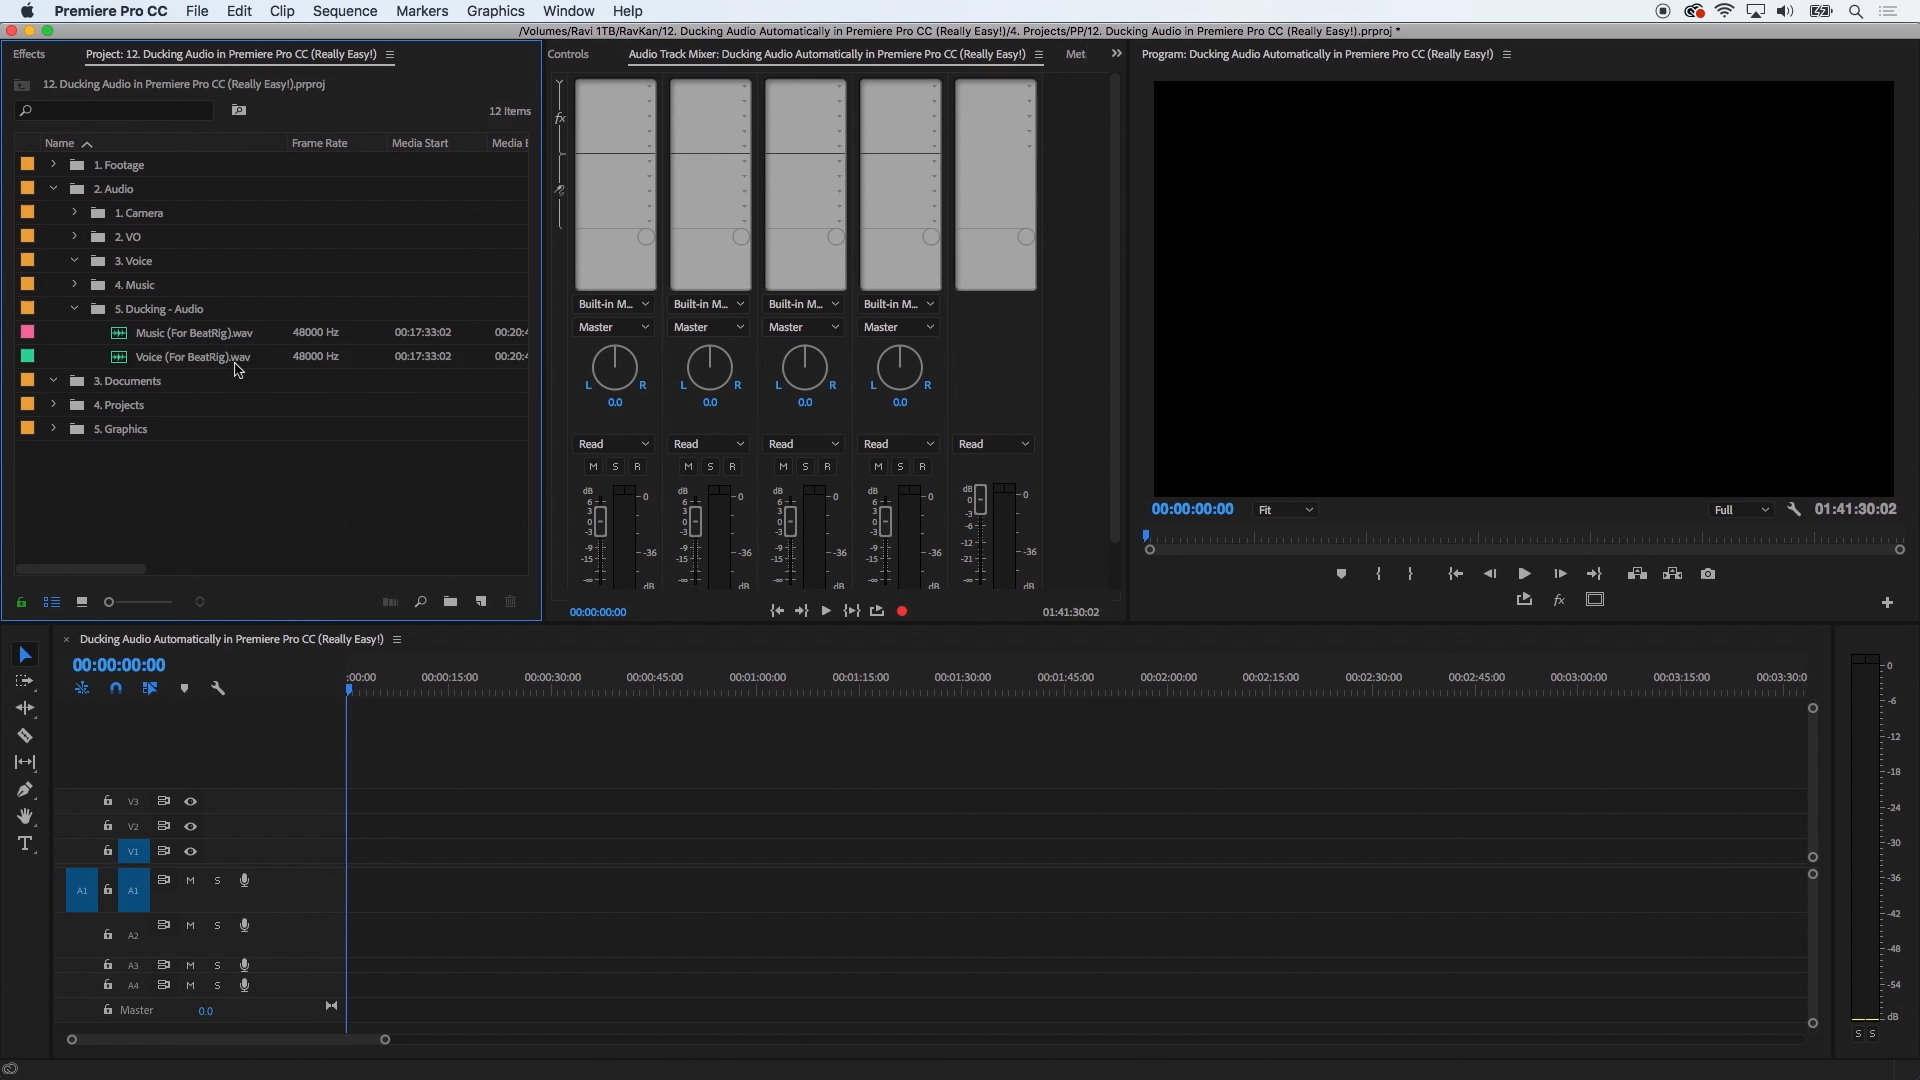 Premiere Pro CC File Edit Clip Sequence Markers Graphics Window Help
/Volumes/Ravi 1TB/RavKan/12. Ducking Audio Automatically in Premiere Pro CC (Really Easy!)/4. Projects/PP/12. Ducking Audio in Premiere Pro CC (Really Easy!).prproj *
Effects Project: 12. Ducking Audio in Premiere Pro CC (Really Easy!)
12. Ducking Audio in Premiere Pro CC (Really Easy!).prproj
12 Items
Name Frame Rate Media Start Media E
1. Footage
2. Audio
1. Camera
2. VO
3. Voice
4. Music
5. Ducking - Audio
Music (For BeatRig).wav 48000 Hz 00:17:33:02 00:20:4
Voice (For BeatRig).wav 48000 Hz 00:17:33:02 00:20:4
3. Documents
4. Projects
5. Graphics
Controls Audio Track Mixer: Ducking Audio Automatically in Premiere Pro CC (Really Easy!) Met
fx
Built-in M... Built-in M... Built-in M... Built-in M...
Master Master Master Master
L R L R L R L R
0.0 0.0 0.0 0.0
Read Read Read Read Read
M S R M S R M S R M S R
dB 6 3 0 -3 -9 -15 -∞ 0 -36 dB
dB 6 3 0 -3 -9 -15 -∞ 0 -36 dB
dB 6 3 0 -3 -9 -15 -∞ 0 -36 dB
dB 6 3 0 -3 -9 -15 -∞ 0 -36 dB
dB 0 -3 -6 -12 -21 -∞ 0 -36 dB
00:00:00:00 01:41:30:02
Program: Ducking Audio Automatically in Premiere Pro CC (Really Easy!)
00:00:00:00 Fit Full 01:41:30:02
fx
Ducking Audio Automatically in Premiere Pro CC (Really Easy!)
00:00:00:00
:00:00 00:00:15:00 00:00:30:00 00:00:45:00 00:01:00:00 00:01:15:00 00:01:30:00 00:01:45:00 00:02:00:00 00:02:15:00 00:02:30:00 00:02:45:00 00:03:00:00 00:03:15:00 00:03:30:0
V3
V2
V1
A1 A1 M S
A2 M S
A3 M S
A4 M S
Master 0.0
T
0
-6
-12
-18
-24
-30
-36
-42
-48
-54
dB
S S